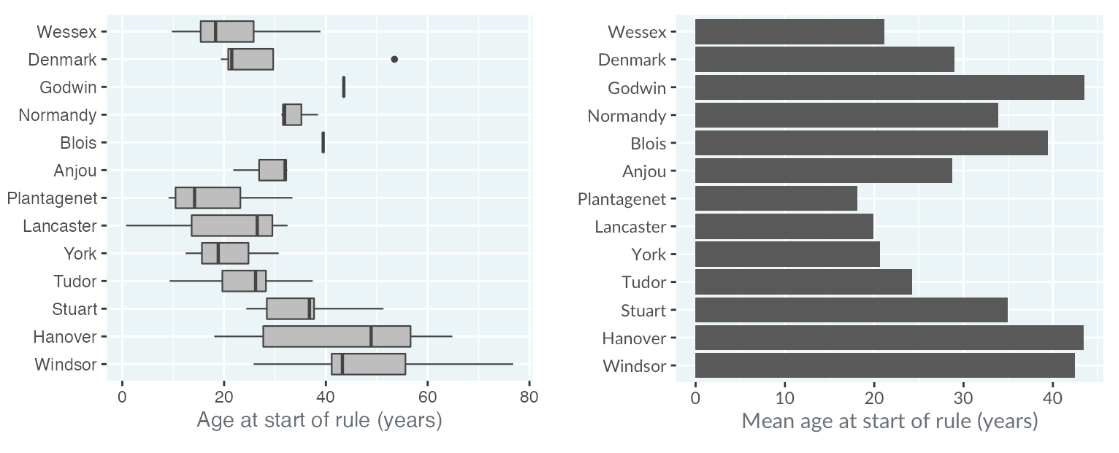 Wessex
Denmark
Godwin
Normandy
Blois
Anjou
Plantagenet
Lancaster
York
Tudor
Stuart
Hanover
Windsor
0 20 40 60 80
Age at start of rule (years)
Wessex
Denmark
Godwin
Normandy
Blois
Anjou
Plantagenet
Lancaster
York
Tudor
Stuart
Hanover
Windsor
0 10 20 30 40
Mean age at start of rule (years)